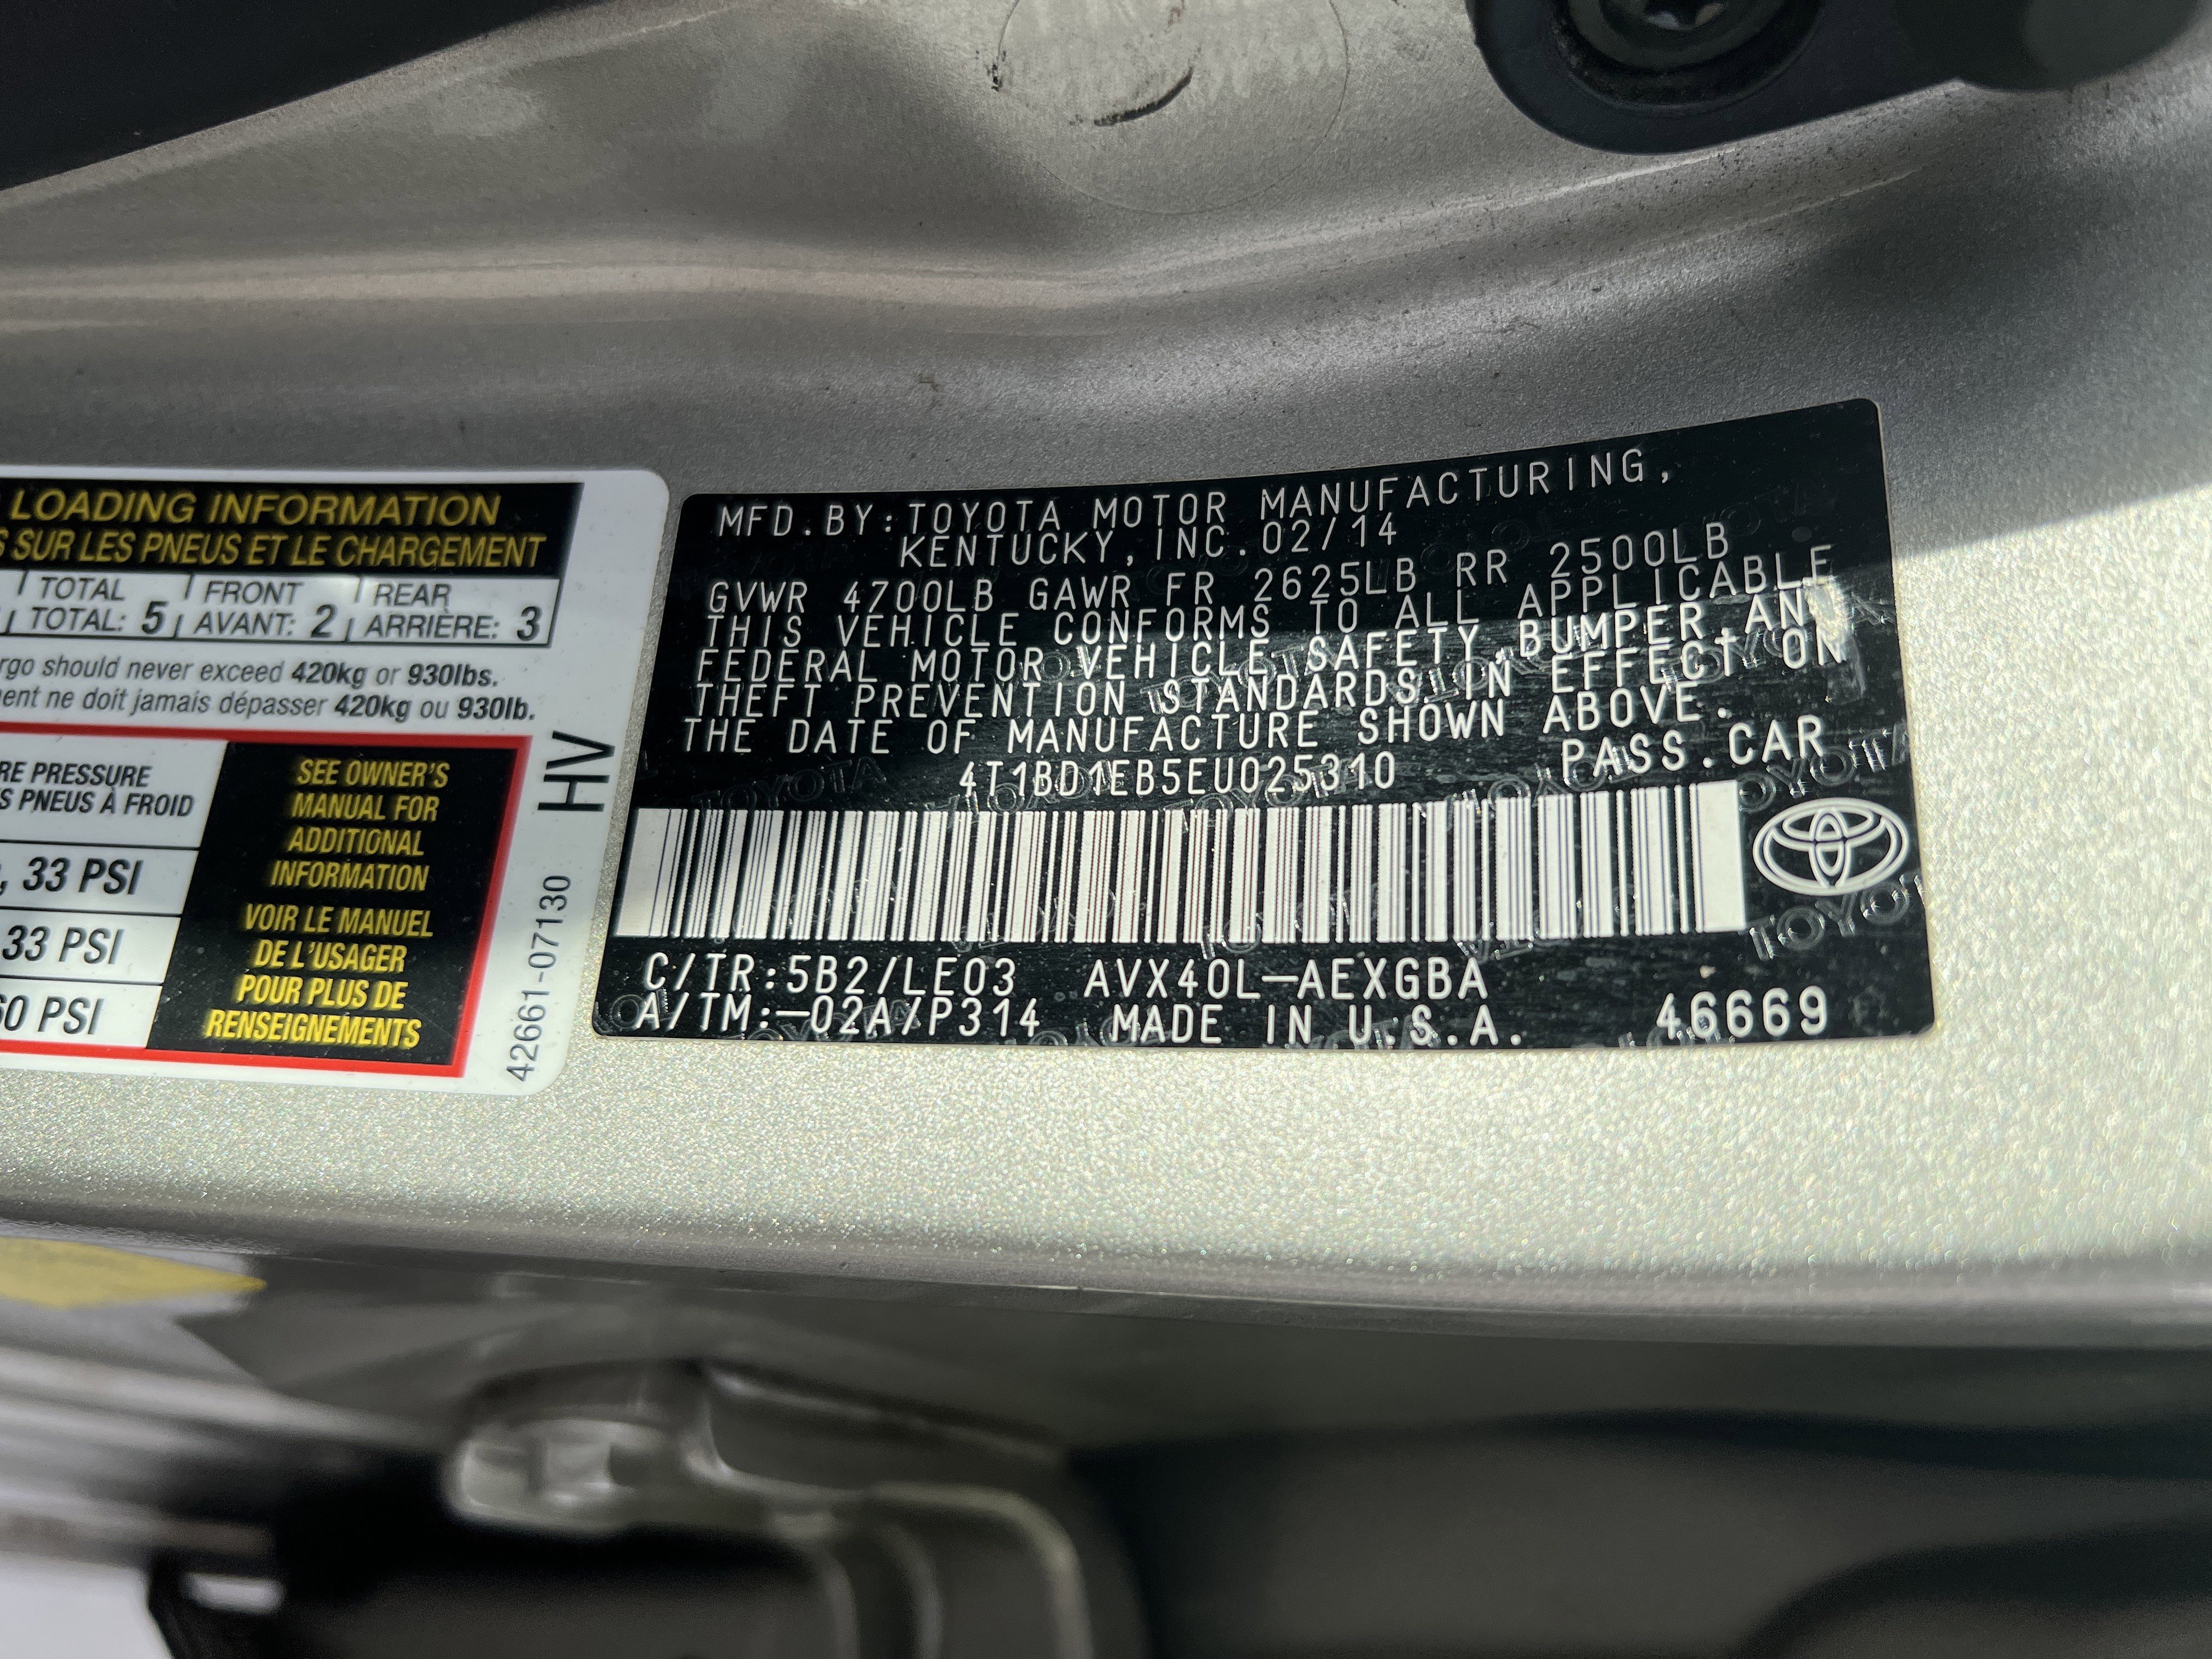 LOADING INFORMATION
SUR LES PNEUS ET LE CHARGEMENT
TOTAL FRONT REAR
TOTAL: 5 AVANT: 2 ARRIÈRE: 3
should never exceed 420kg or 930lbs.
ne doit jamais dépasser 420kg ou 930lb.
PRESSURE
PNEUS À FROID
33 PSI
33 PSI
60 PSI
SEE OWNER'S
MANUAL FOR
ADDITIONAL
INFORMATION
VOIR LE MANUEL
DE L'USAGER
POUR PLUS DE
RENSEIGNEMENTS
HV
42661-07130
MFD.BY:TOYOTA MOTOR MANUFACTURING,
KENTUCKY, INC.02/14
GVWR 4700LB GAWR FR 2625LB RR 2500LB
THIS VEHICLE CONFORMS TO ALL APPLICABLE
FEDERAL MOTOR VEHICLE SAFETY,BUMPER AND
THEFT PREVENTION STANDARDS IN EFFECT ON
THE DATE OF MANUFACTURE SHOWN ABOVE.
4T1BD1EB5EU025310 PASS.CAR
C/TR:5B2/LE03 AVX40L-AEXGBA
A/TM:-02A/P314 MADE IN U.S.A. 46669